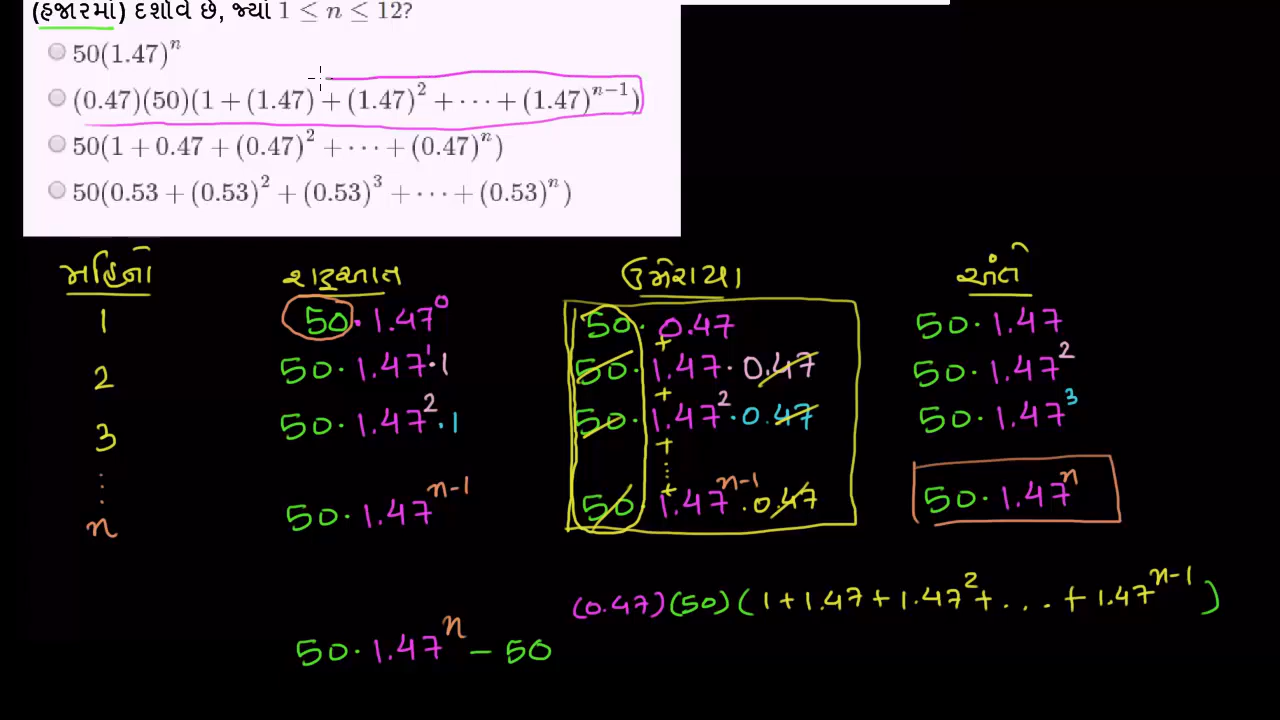 (હજારમાં) દર્શાવે છે, જ્યાં 1 ≤ n ≤ 12?
50(1.47)^n
(0.47)(50)(1 + (1.47) + (1.47)^2 + ⋯ + (1.47)^{n−1})
50(1 + 0.47 + (0.47)^2 + ⋯ + (0.47)^n)
50(0.53 + (0.53)^2 + (0.53)^3 + ⋯ + (0.53)^n)
મહિનો શરૂઆત ઉમેરાયા અંતે
1 50 · 1.47^0 50 · 0.47 50 · 1.47
+
2 50 · 1.47^1 · 1 50 · 1.47 · 0.47 50 · 1.47^2
+
3 50 · 1.47^2 · 1 50 · 1.47^2 · 0.47 50 · 1.47^3
+
⋮ ⋮
+
n 50 · 1.47^{n−1} 50 · 1.47^{n−1} · 0.47 50 · 1.47^n
(0.47)(50)(1 + 1.47 + 1.47^2 + ... + 1.47^{n−1})
50 · 1.47^n − 50